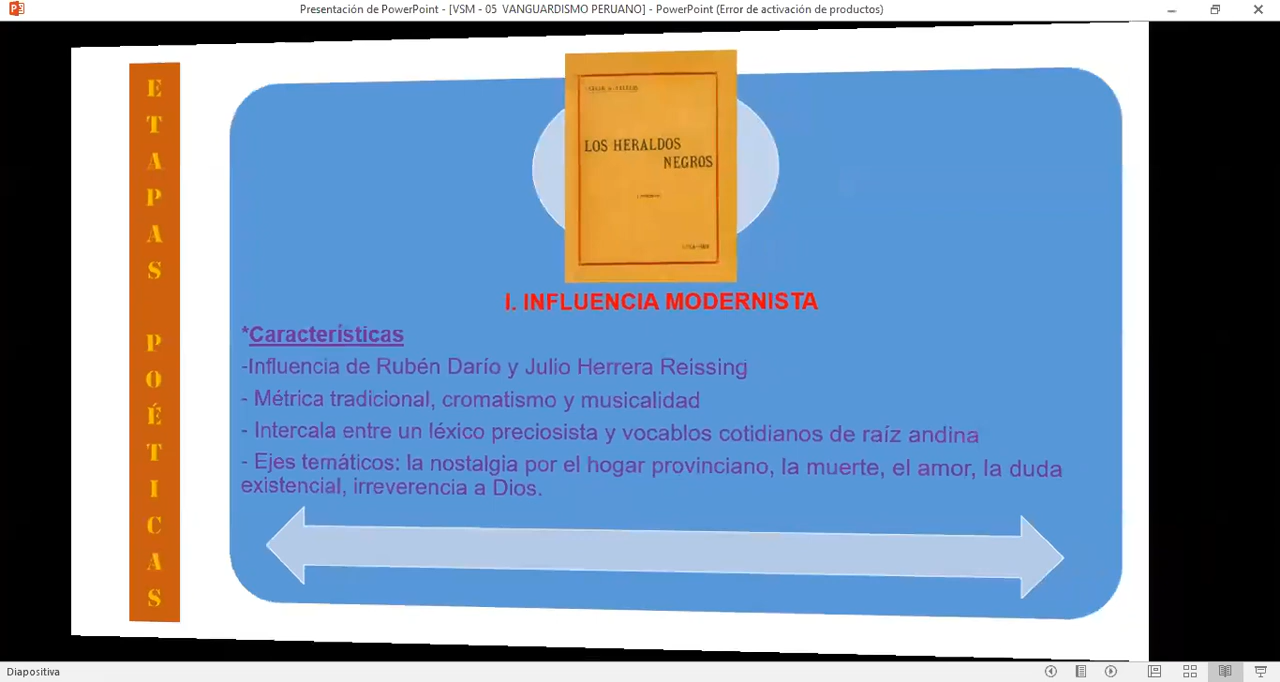 Presentación de PowerPoint - [VSM - 05 VANGUARDISMO PERUANO] - PowerPoint (Error de activación de productos)
ETAPAS POÉTICAS
LOS HERALDOS
NEGROS
I. INFLUENCIA MODERNISTA
*Características
-Influencia de Rubén Darío y Julio Herrera Reissing
- Métrica tradicional, cromatismo y musicalidad
- Intercala entre un léxico preciosista y vocablos cotidianos de raíz andina
- Ejes temáticos: la nostalgia por el hogar provinciano, la muerte, el amor, la duda
existencial, irreverencia a Dios.
Diapositiva